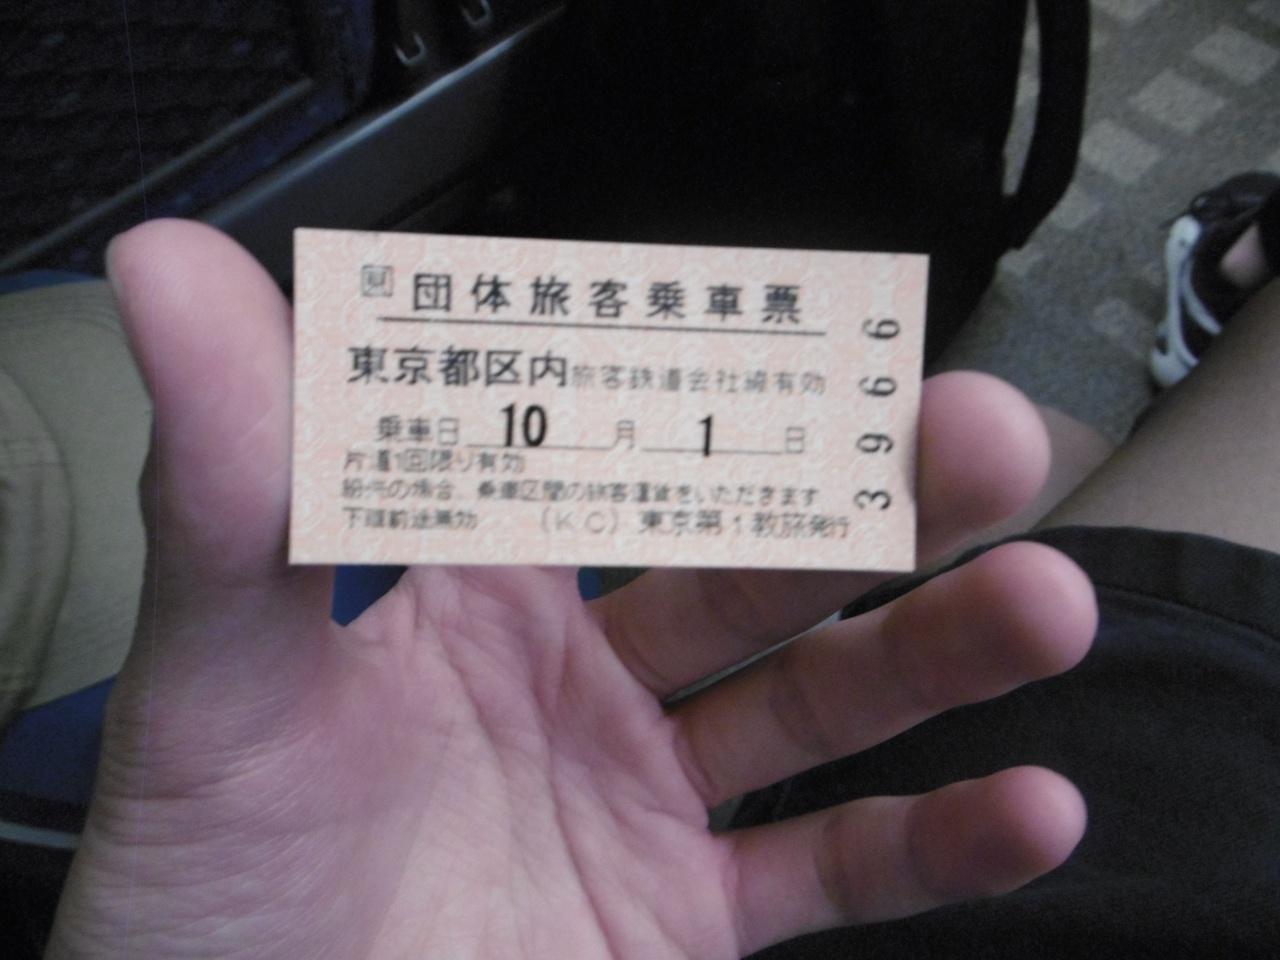 団体旅客乗車票
東京都区内旅客鉄道会社線有効
乗車日 10 月 1 日
片道1回限り有効
紛失の場合、乗車区間の旅客運賃をいただきます
下車前途無効 (KC) 東京第1教旅発行
3966